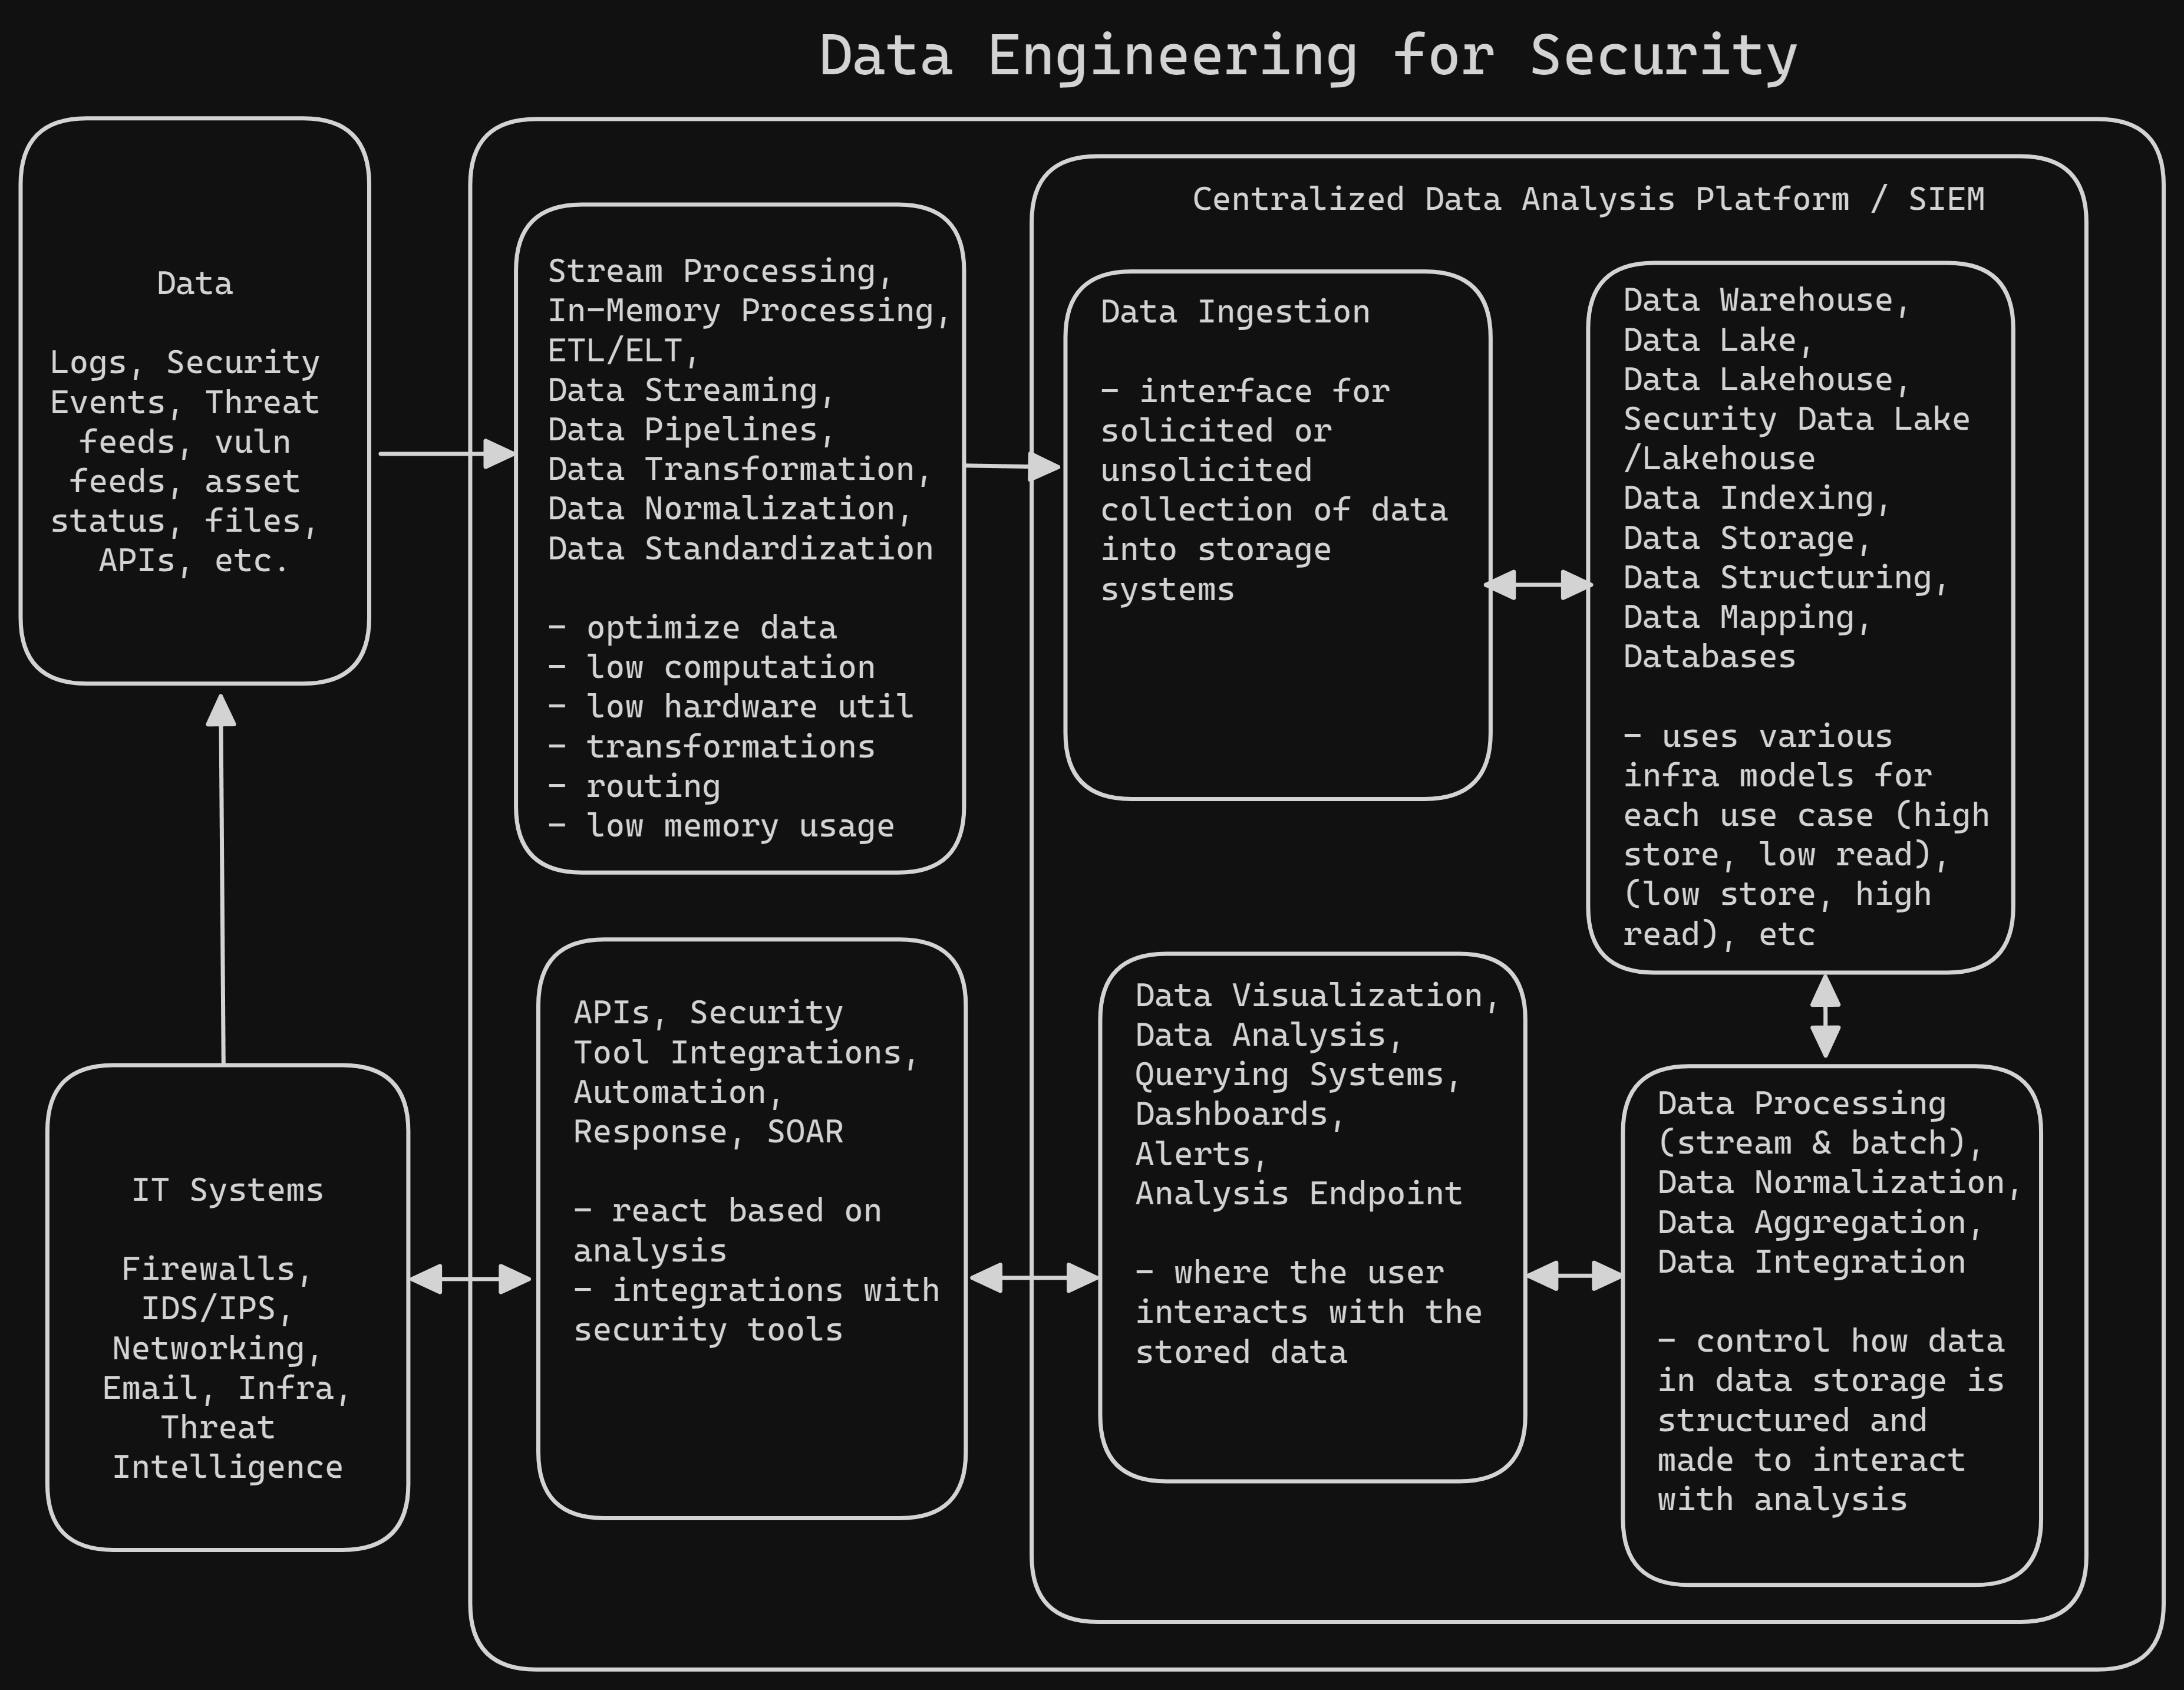 Data Engineering for Security
Data
Logs, Security
Events, Threat
feeds, vuln
feeds, asset
status, files,
APIs, etc.
Stream Processing,
In-Memory Processing,
ETL/ELT,
Data Streaming,
Data Pipelines,
Data Transformation,
Data Normalization,
Data Standardization
- optimize data
- low computation
- low hardware util
- transformations
- routing
- low memory usage
Centralized Data Analysis Platform / SIEM
Data Ingestion
- interface for
solicited or
unsolicited
collection of data
into storage
systems
Data Warehouse,
Data Lake,
Data Lakehouse,
Security Data Lake
/Lakehouse
Data Indexing,
Data Storage,
Data Structuring,
Data Mapping,
Databases
- uses various
infra models for
each use case (high
store, low read),
(low store, high
read), etc
IT Systems
Firewalls,
IDS/IPS,
Networking,
Email, Infra,
Threat
Intelligence
APIs, Security
Tool Integrations,
Automation,
Response, SOAR
- react based on
analysis
- integrations with
security tools
Data Visualization,
Data Analysis,
Querying Systems,
Dashboards,
Alerts,
Analysis Endpoint
- where the user
interacts with the
stored data
Data Processing
(stream & batch),
Data Normalization,
Data Aggregation,
Data Integration
- control how data
in data storage is
structured and
made to interact
with analysis